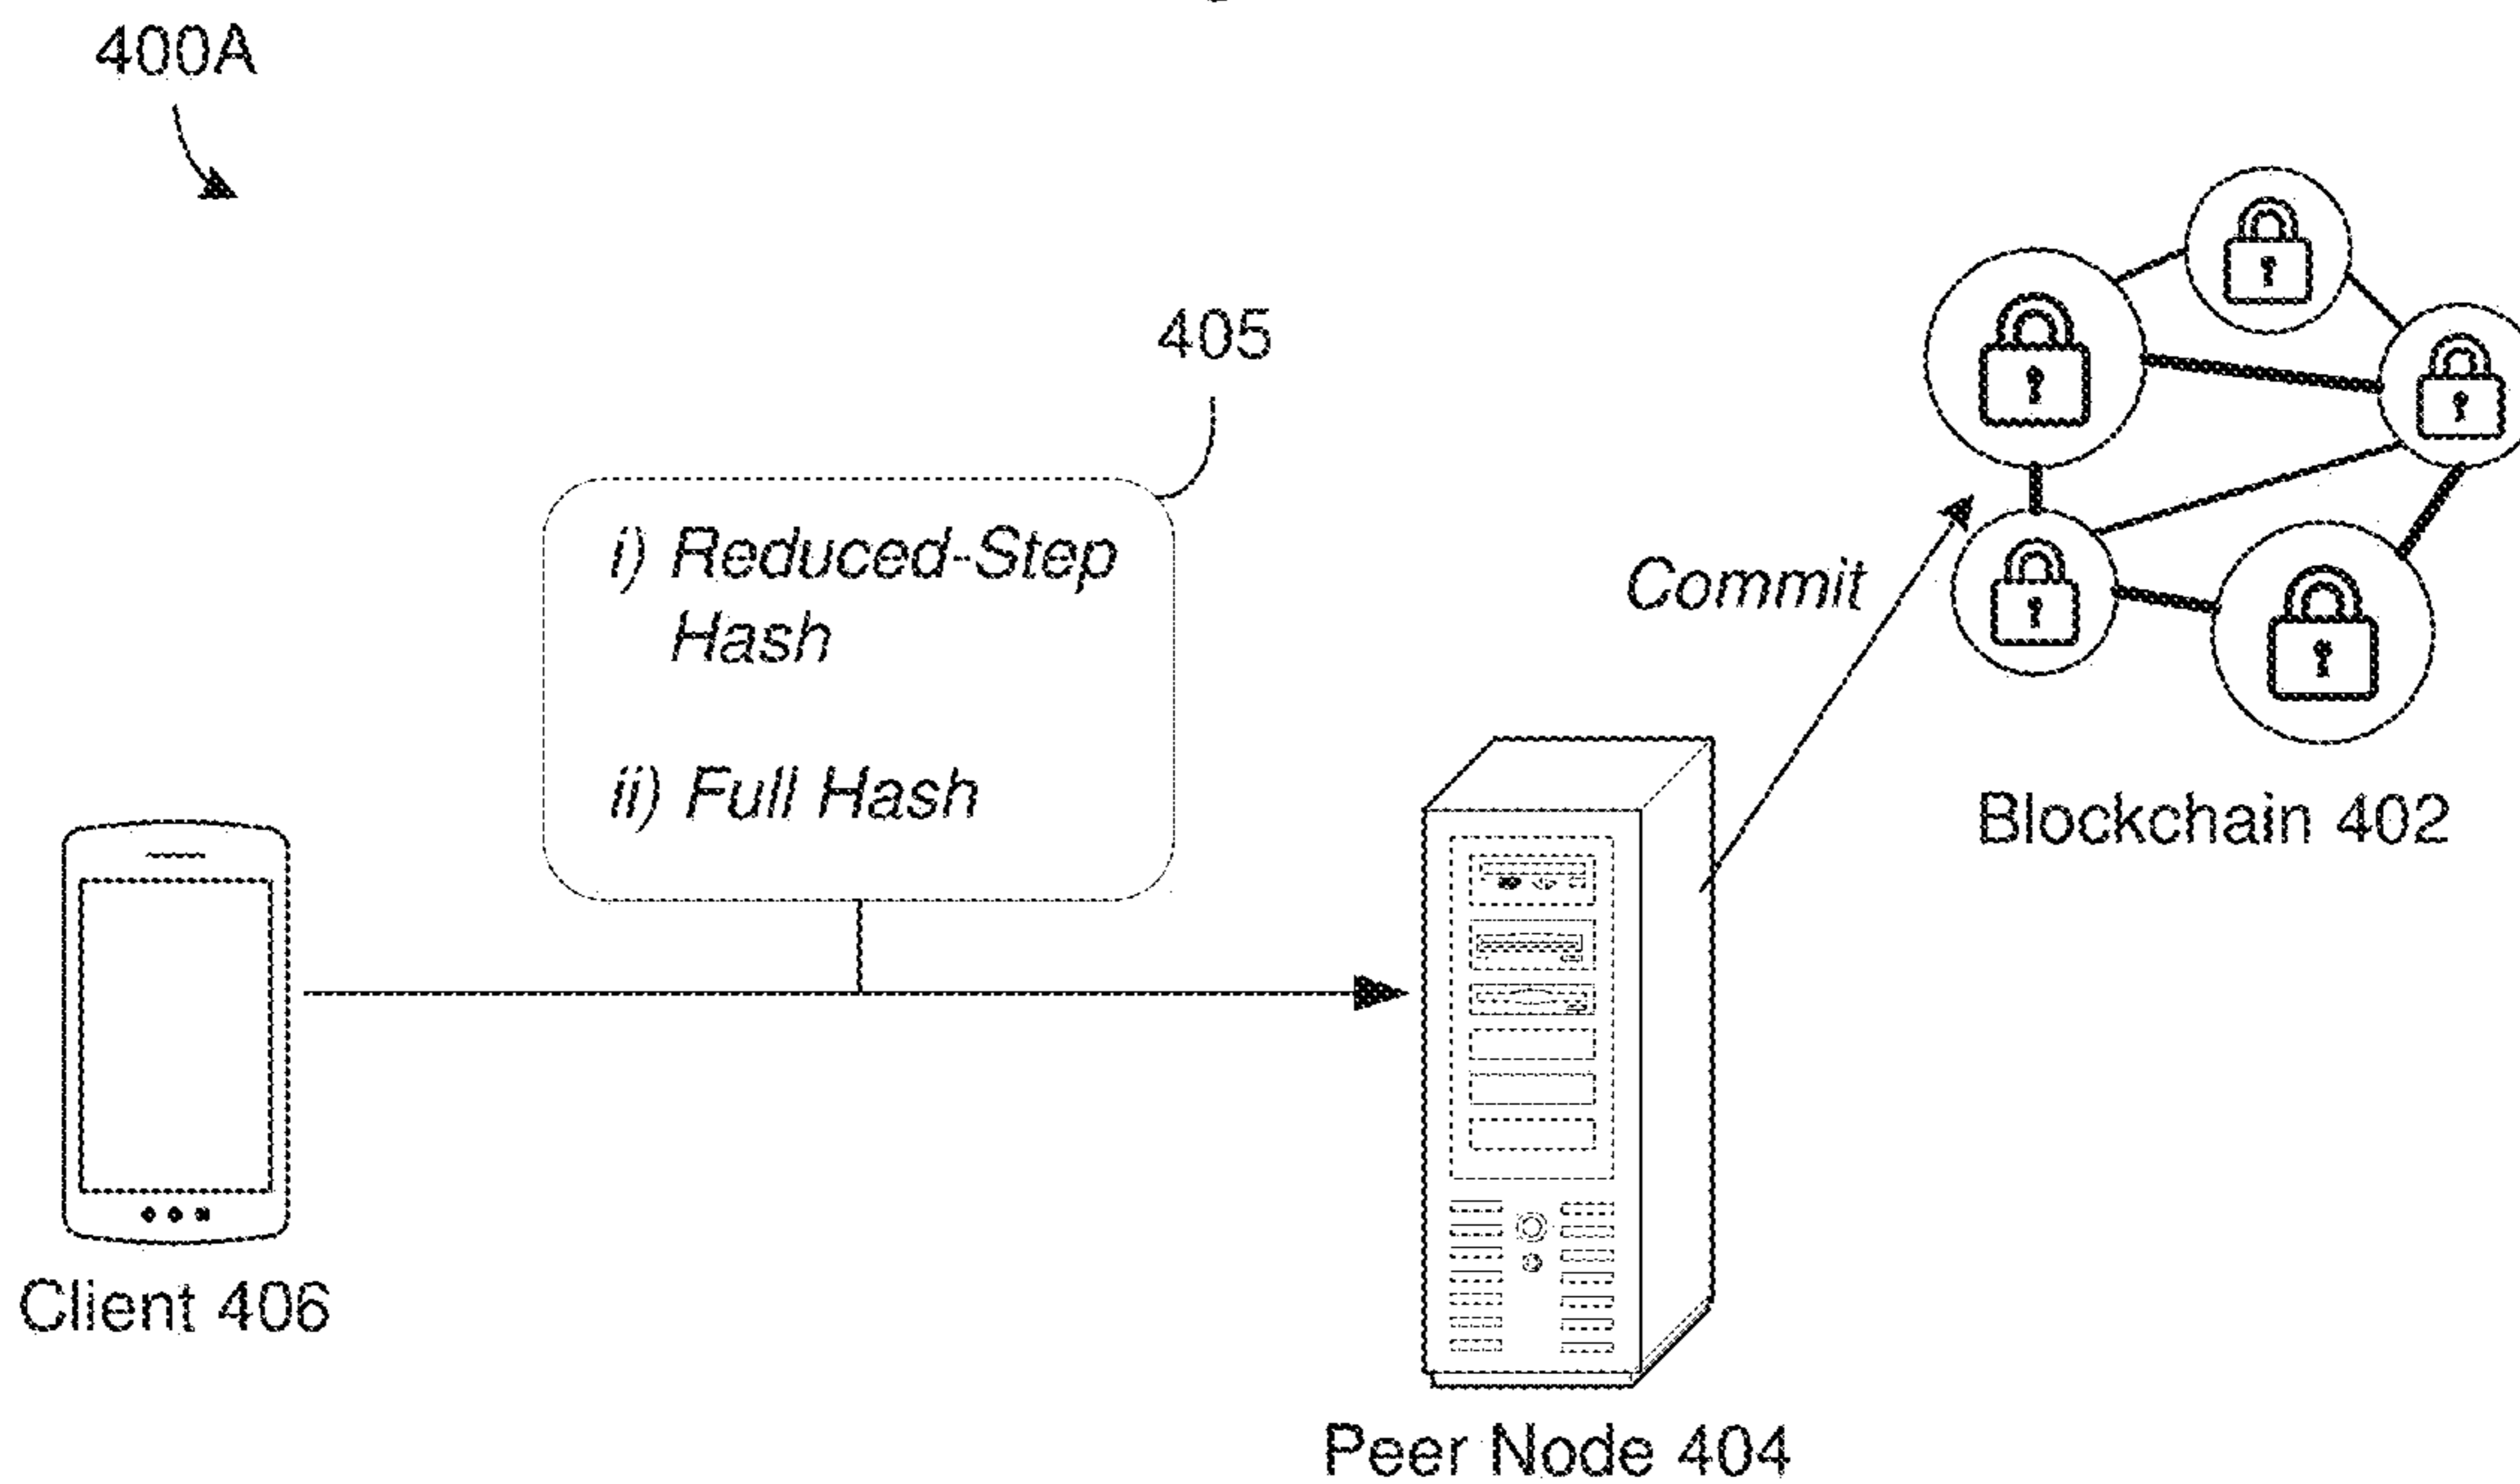 400A
405
i) Reduced-Step
Hash
ii) Full Hash
Commit
Blockchain 402
Client 406
Peer Node 404